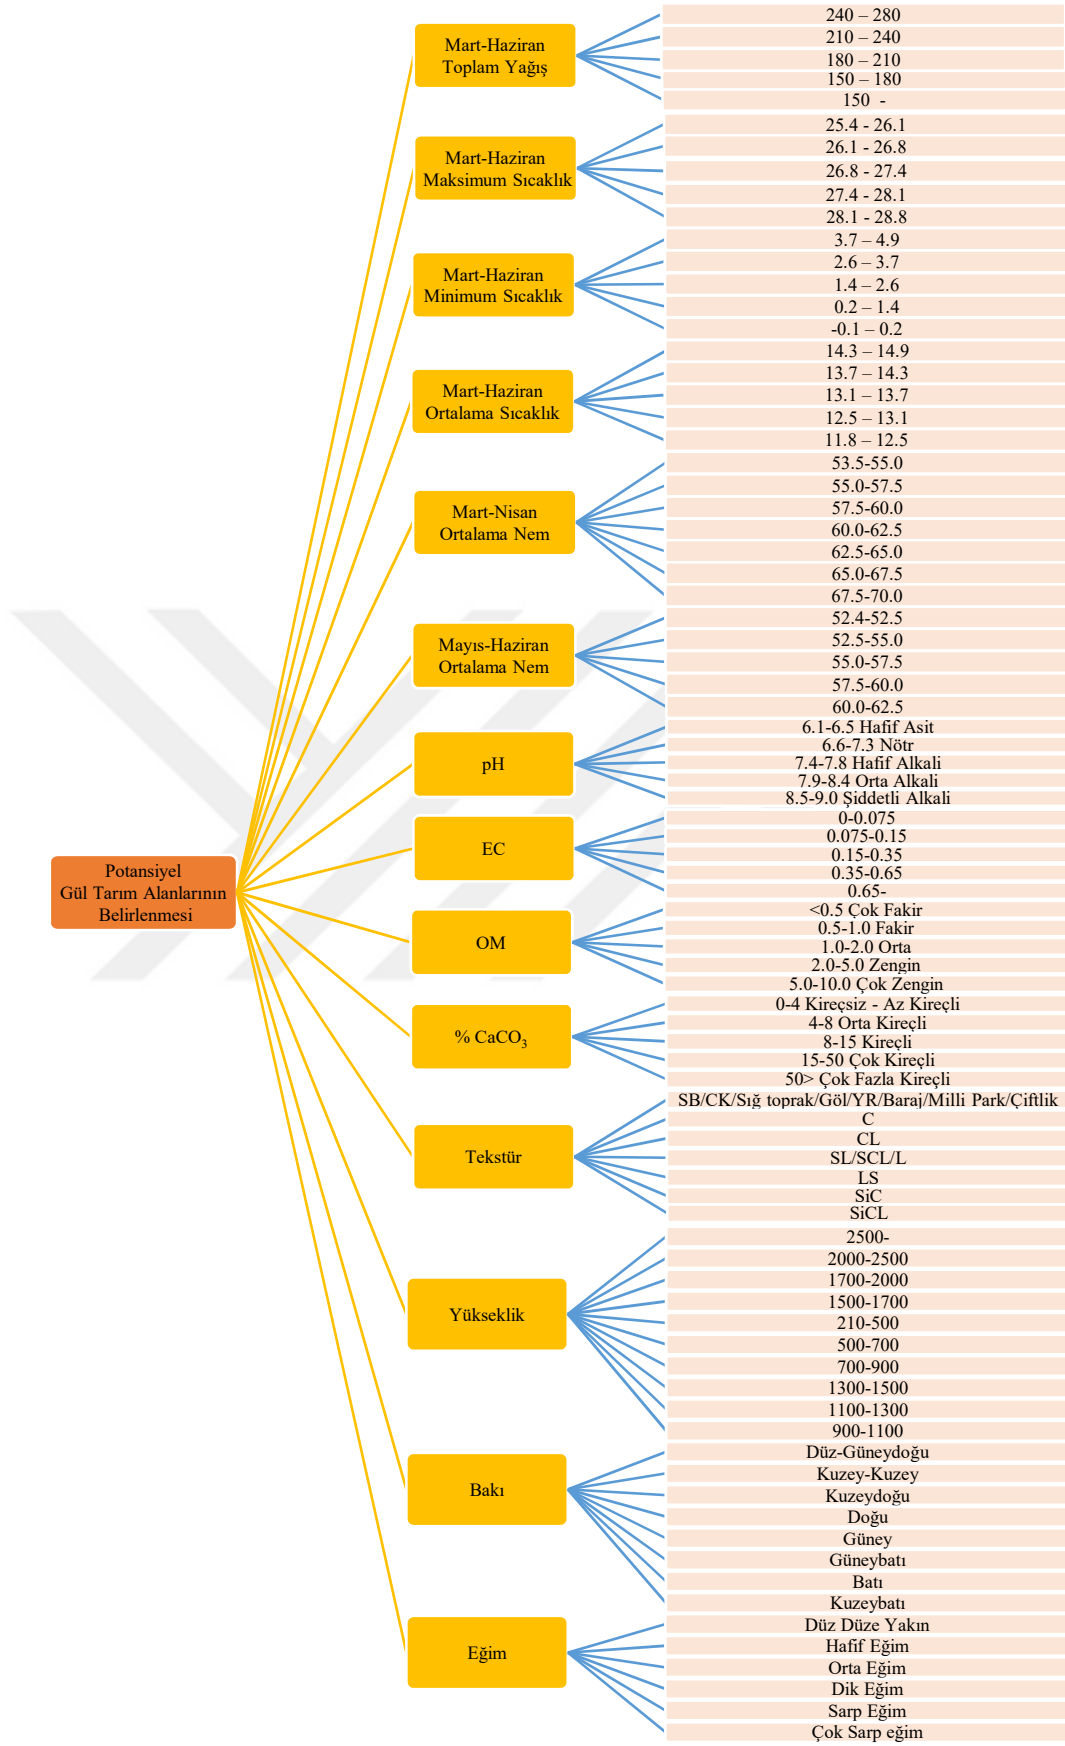 Potansiyel
Gül Tarım Alanlarının
Belirlenmesi
Mart-Haziran
Toplam Yağış
240 – 280
210 – 240
180 – 210
150 – 180
150 -
Mart-Haziran
Maksimum Sıcaklık
25.4 - 26.1
26.1 - 26.8
26.8 - 27.4
27.4 - 28.1
28.1 - 28.8
Mart-Haziran
Minimum Sıcaklık
3.7 – 4.9
2.6 – 3.7
1.4 – 2.6
0.2 – 1.4
-0.1 – 0.2
Mart-Haziran
Ortalama Sıcaklık
14.3 – 14.9
13.7 – 14.3
13.1 – 13.7
12.5 – 13.1
11.8 – 12.5
Mart-Nisan
Ortalama Nem
53.5-55.0
55.0-57.5
57.5-60.0
60.0-62.5
62.5-65.0
65.0-67.5
67.5-70.0
Mayıs-Haziran
Ortalama Nem
52.4-52.5
52.5-55.0
55.0-57.5
57.5-60.0
60.0-62.5
pH
6.1-6.5 Hafif Asit
6.6-7.3 Nötr
7.4-7.8 Hafif Alkali
7.9-8.4 Orta Alkali
8.5-9.0 Şiddetli Alkali
EC
0-0.075
0.075-0.15
0.15-0.35
0.35-0.65
0.65-
OM
<0.5 Çok Fakir
0.5-1.0 Fakir
1.0-2.0 Orta
2.0-5.0 Zengin
5.0-10.0 Çok Zengin
% CaCO₃
0-4 Kireçsiz - Az Kireçli
4-8 Orta Kireçli
8-15 Kireçli
15-50 Çok Kireçli
50> Çok Fazla Kireçli
Tekstür
SB/CK/Sığ toprak/Göl/YR/Baraj/Milli Park/Çiftlik
C
CL
SL/SCL/L
LS
SiC
SiCL
Yükseklik
2500-
2000-2500
1700-2000
1500-1700
210-500
500-700
700-900
1300-1500
1100-1300
900-1100
Bakı
Düz-Güneydoğu
Kuzey-Kuzey
Kuzeydoğu
Doğu
Güney
Güneybatı
Batı
Kuzeybatı
Eğim
Düz Düze Yakın
Hafif Eğim
Orta Eğim
Dik Eğim
Sarp Eğim
Çok Sarp eğim